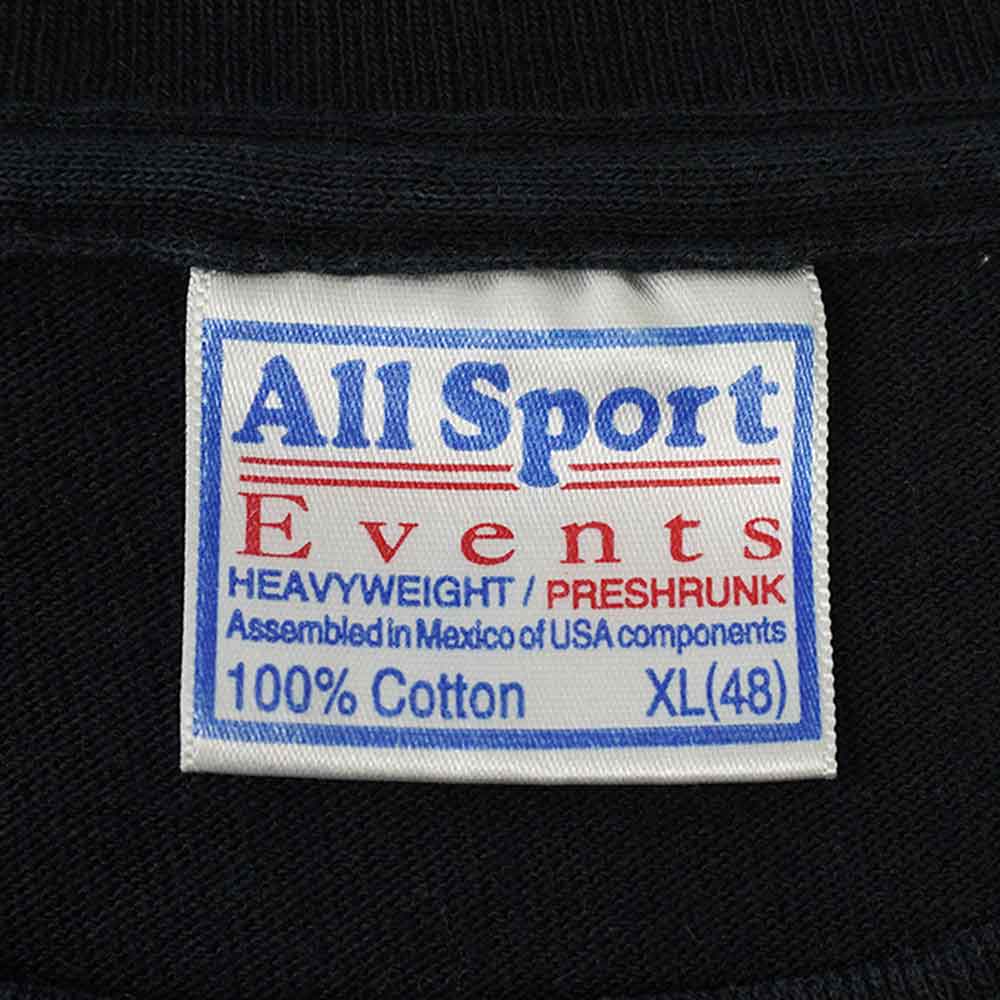 All Sport
Events
HEAVYWEIGHT / PRESHRUNK
Assembled in Mexico of USA components
100% Cotton XL(48)